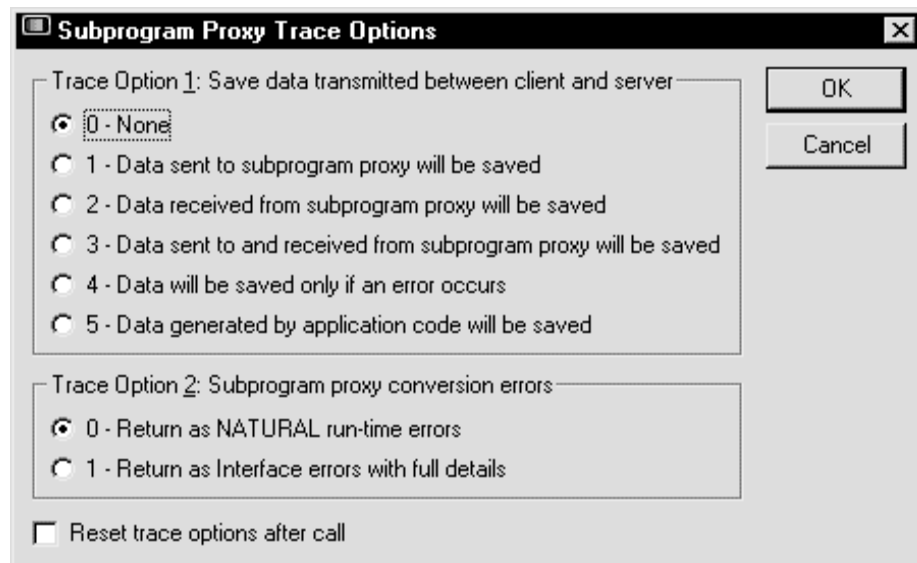 Subprogram Proxy Trace Options
Trace Option 1: Save data transmitted between client and server
OK
0 - None
Cancel
1 - Data sent to subprogram proxy will be saved
2 - Data received from subprogram proxy will be saved
3 - Data sent to and received from subprogram proxy will be saved
4 - Data will be saved only if an error occurs
5 - Data generated by application code will be saved
Trace Option 2: Subprogram proxy conversion errors
0 - Return as NATURAL run-time errors
1 - Return as Interface errors with full details
Reset trace options after call